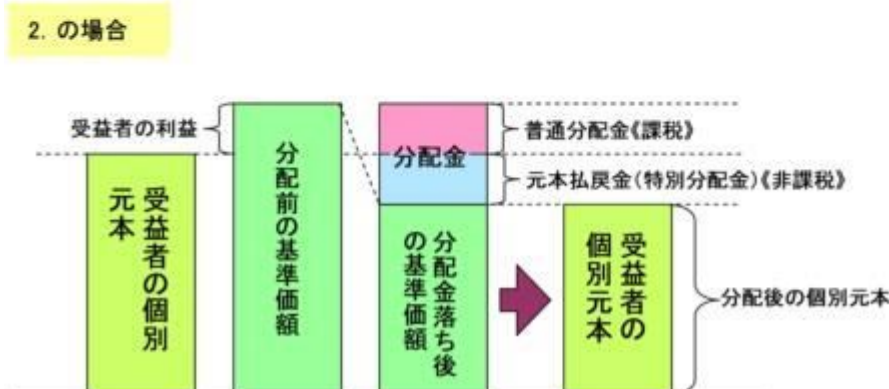 2. の場合
受益者の利益
受益者の個別
元本
分配前の基準価額
分配金
普通分配金《課税》
元本払戻金(特別分配金)《非課税》
分配金落ち後
の基準価額
受益者の
個別元本
分配後の個別元本